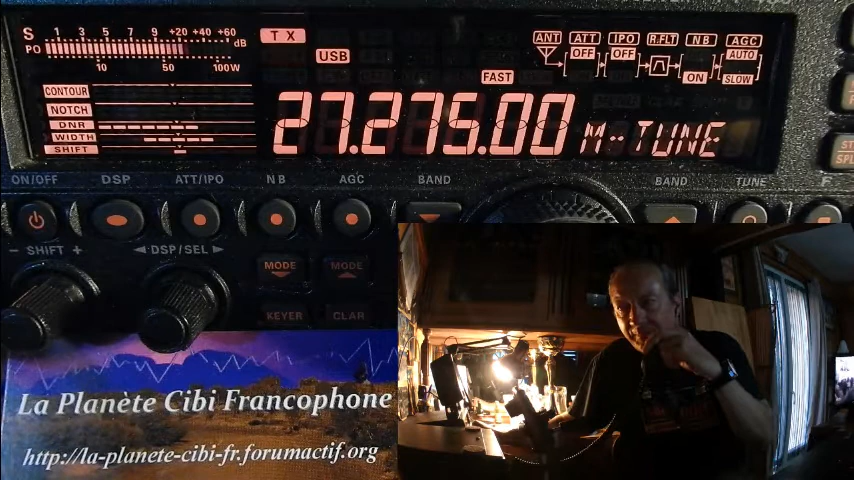 S 1 3 5 7 9 +20 +40 +60 dB
PO 10 50 100W
TX
USB
FAST
ANT ATT IPO R.FLT NB AGC
OFF OFF AUTO
ON SLOW
CONTOUR
NOTCH
DNR
WIDTH
SHIFT
27.275.00 M-TUNE
ON/OFF DSP ATT/IPO NB AGC BAND BAND TUNE F
- SHIFT + ◄DSP/SEL► MODE MODE
KEYER CLAR
La Planète Cibi Francophone
http://la-planete-cibi-fr.forumactif.org